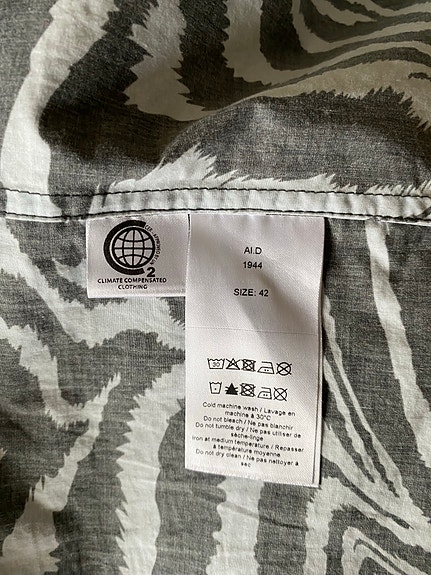 2
CLIMATE COMPENSATED
CLOTHING
AI.D
1944
SIZE: 42
30
Cold machine wash / Lavage en
machine à 30°C
Do not bleach / Ne pas blanchir
Do not tumble dry / Ne pas utiliser de
sèche-linge
Iron at medium temperature / Repasser
à température moyenne
Do not dry clean / Ne pas nettoyer à
sec